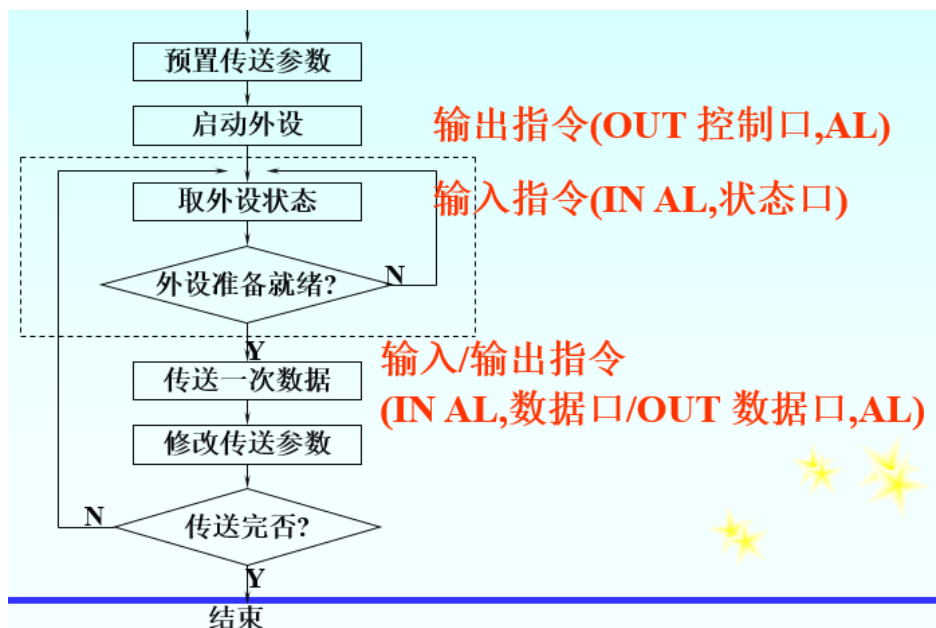 预置传送参数
启动外设
输出指令(OUT 控制口,AL)
取外设状态
输入指令(IN AL,状态口)
外设准备就绪?
N
Y
输入/输出指令
传送一次数据
(IN AL,数据口/OUT 数据口,AL)
修改传送参数
N
传送完否?
Y
结束